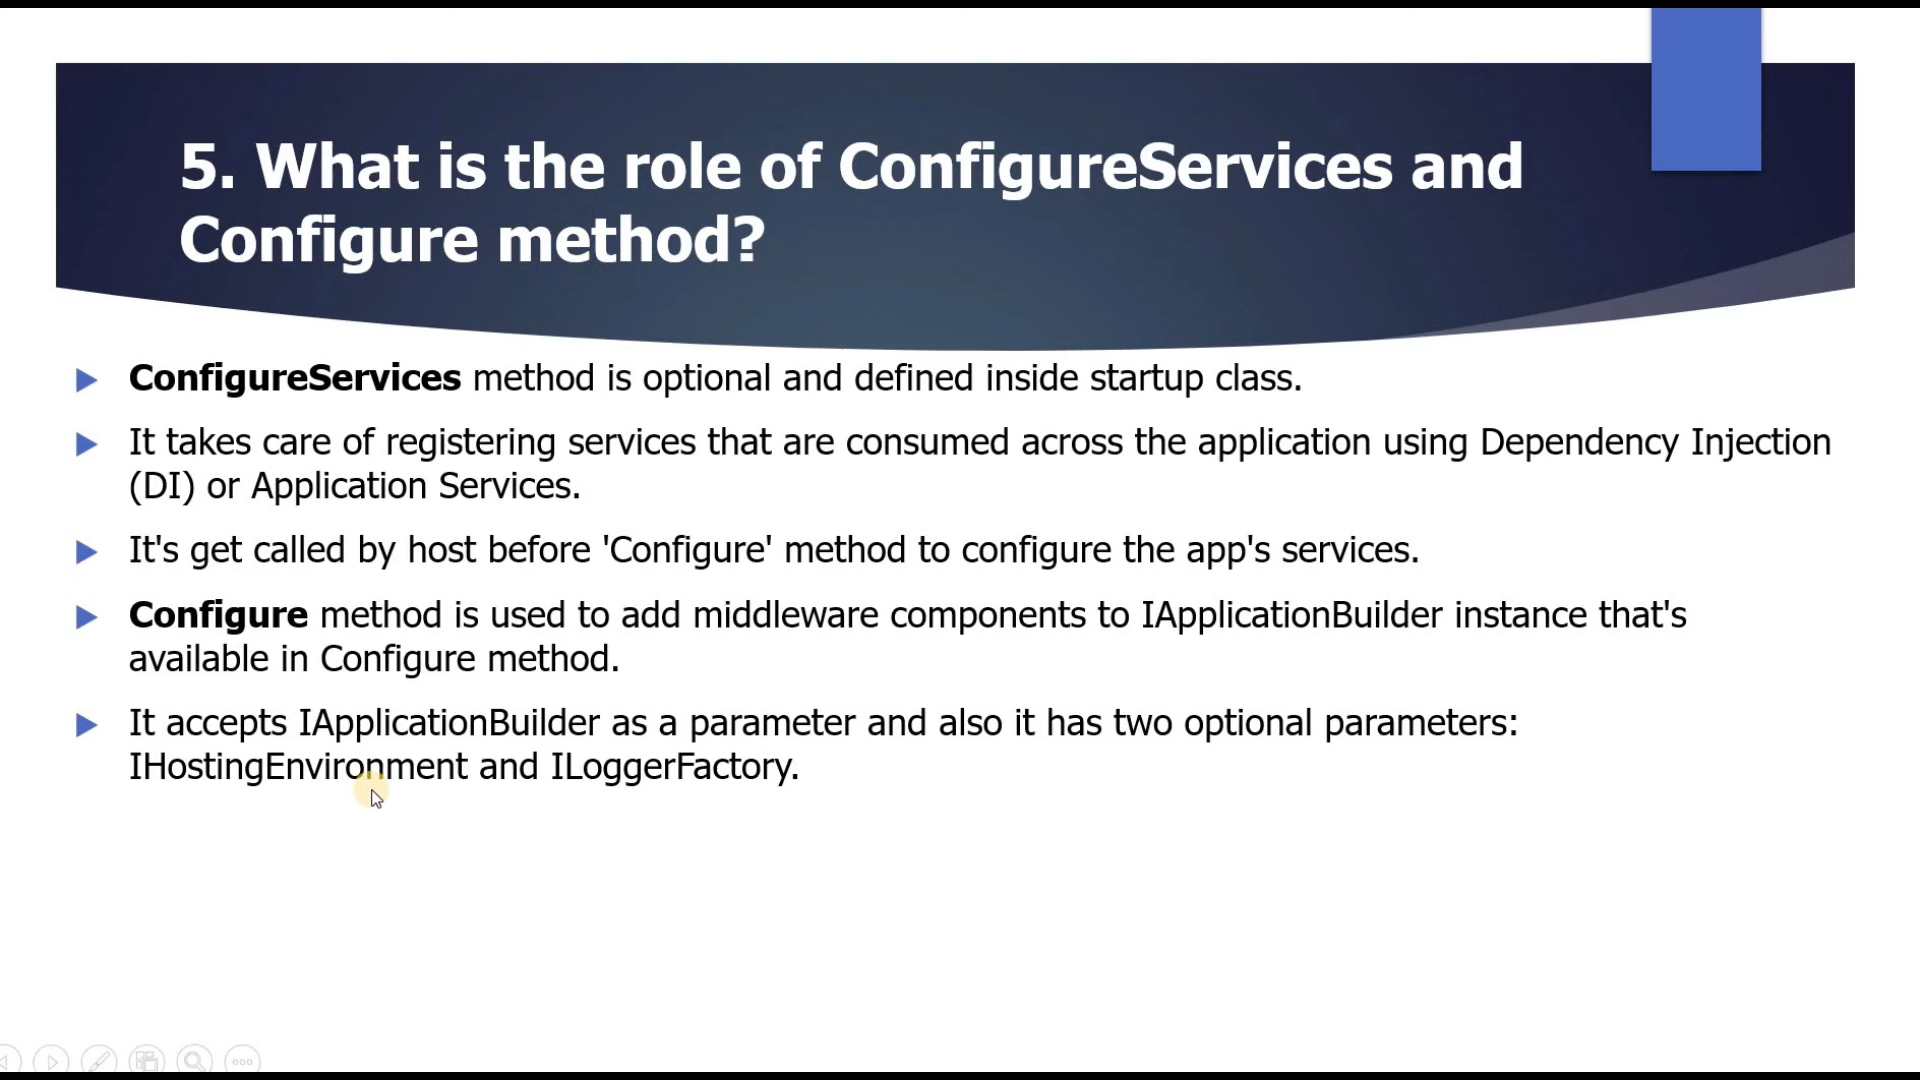 5. What is the role of ConfigureServices and
Configure method?
ConfigureServices method is optional and defined inside startup class.
It takes care of registering services that are consumed across the application using Dependency Injection
(DI) or Application Services.
It's get called by host before 'Configure' method to configure the app's services.
Configure method is used to add middleware components to IApplicationBuilder instance that's
available in Configure method.
It accepts IApplicationBuilder as a parameter and also it has two optional parameters:
IHostingEnvironment and ILoggerFactory.